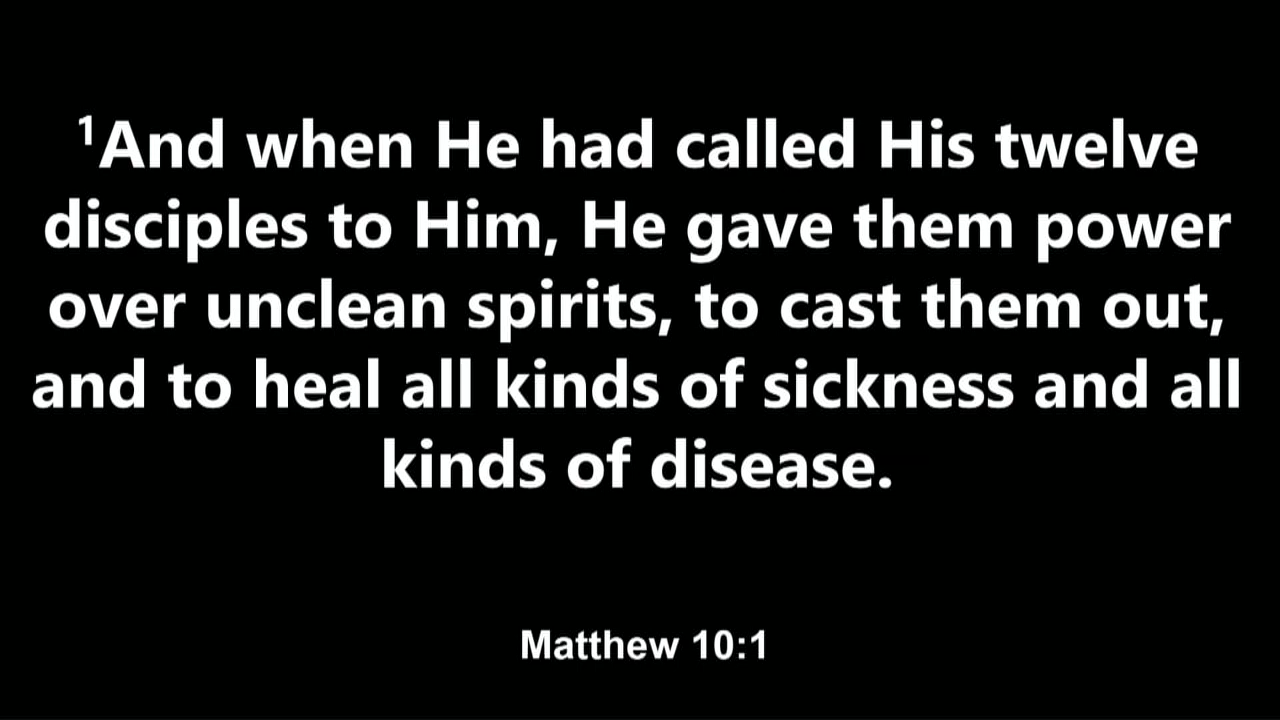 ¹And when He had called His twelve
disciples to Him, He gave them power
over unclean spirits, to cast them out,
and to heal all kinds of sickness and all
kinds of disease.
Matthew 10:1